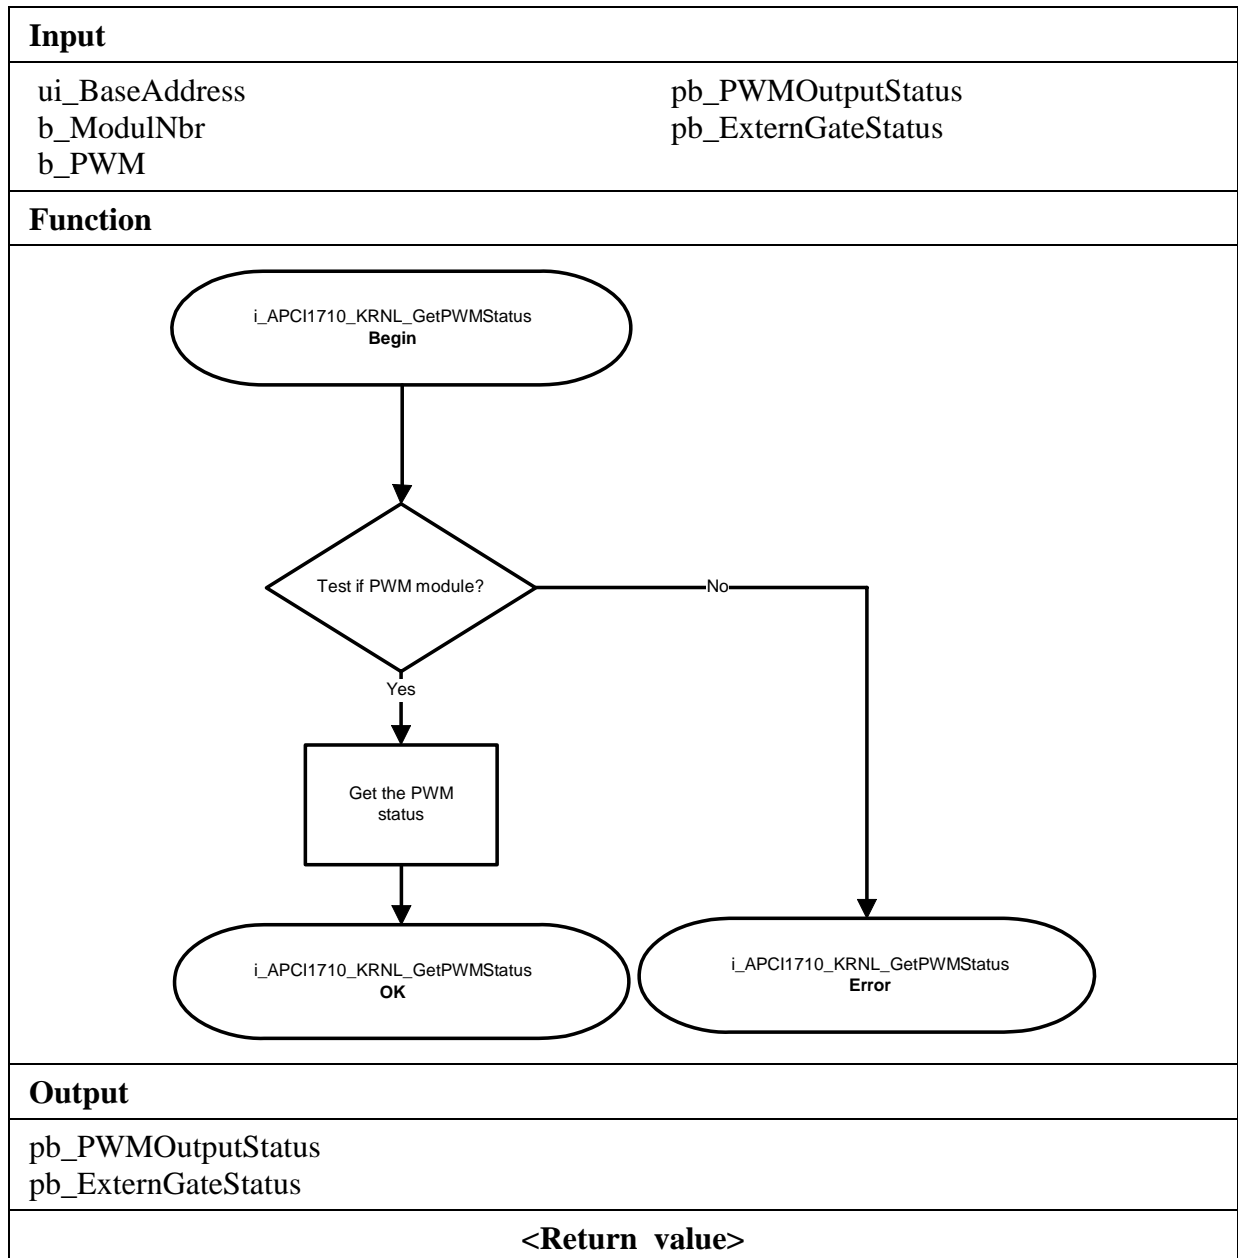 Input
ui_BaseAddress pb_PWMOutputStatus
b_ModulNbr pb_ExternGateStatus
b_PWM
Function
i_APCI1710_KRNL_GetPWMStatus
Begin
Test if PWM module?
No
Yes
Get the PWM
status
i_APCI1710_KRNL_GetPWMStatus
OK
i_APCI1710_KRNL_GetPWMStatus
Error
Output
pb_PWMOutputStatus
pb_ExternGateStatus
<Return value>